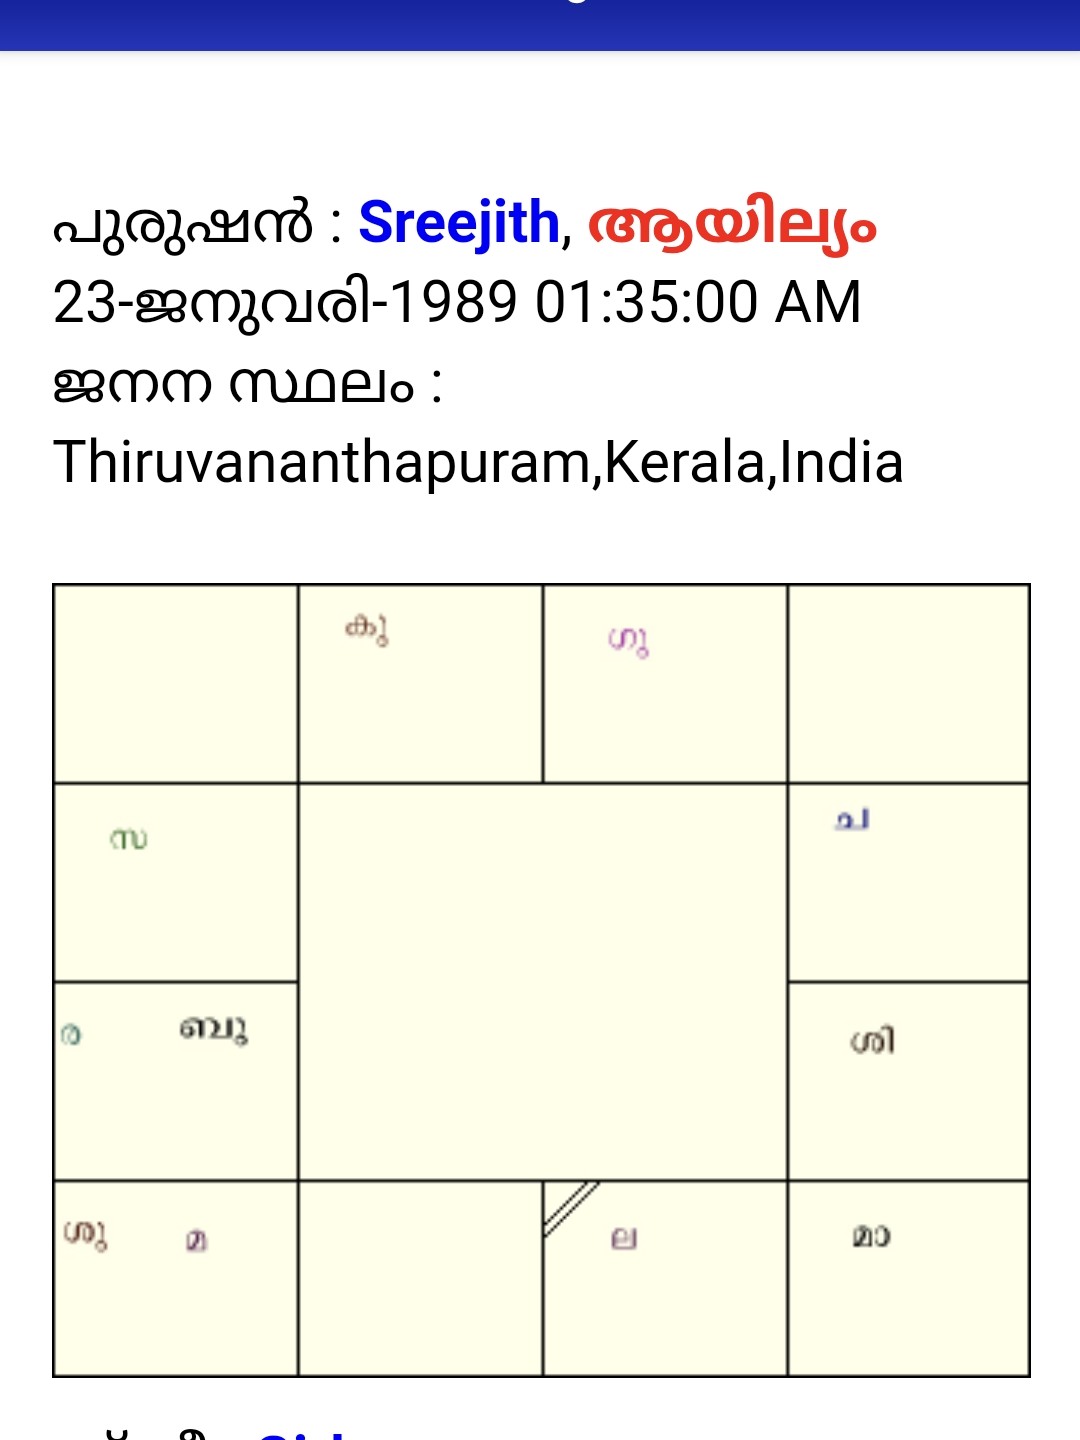 പുരുഷൻ : Sreejith, ആയില്യം
23-ജനുവരി-1989 01:35:00 AM
ജനന സ്ഥലം :
Thiruvananthapuram,Kerala,India
കു ഗു
സ ച
ര ബു ശി
ശു മ ല മാ